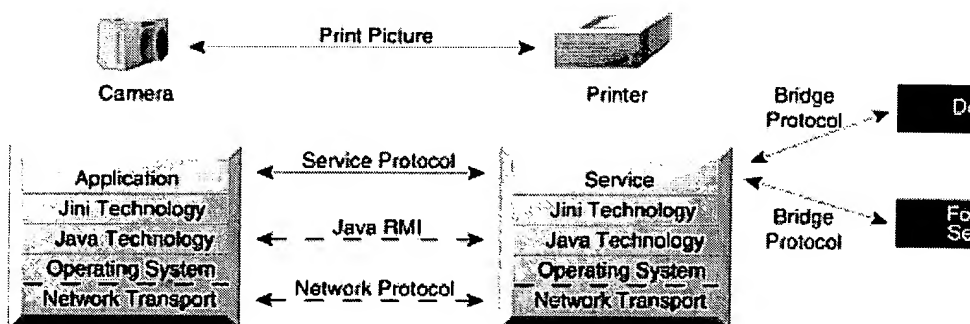 Print Picture
Camera
Printer
Bridge
Protocol
Service Protocol
Application
Jini Technology
Java Technology
Operating System
Network Transport
Java RMI
Network Protocol
Service
Jini Technology
Java Technology
Operating System
Network Transport
Bridge
Protocol